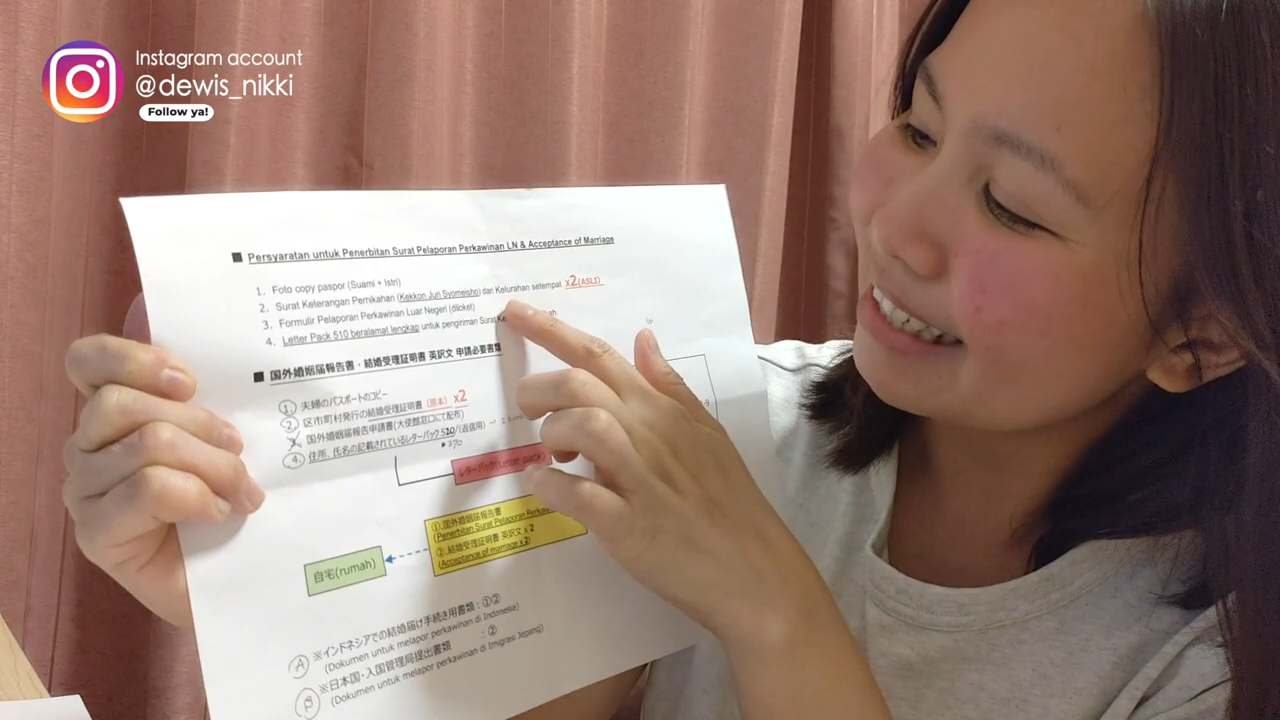 Instagram account
@dewis_nikki
Follow ya!
■ Persyaratan untuk Penerbitan Surat Pelaporan Perkawinan LN & Acceptance of Marriage
1. Foto copy paspor (Suami + Istri)
2. Surat Keterangan Pernikahan (Kekkon Juri Syomeisho) dari Kelurahan setempat x2(ASLI)
3. Formulir Pelaporan Perkawinan Luar Negeri (diloket)
4. Letter Pack 510 beralamat lengkap untuk pengiriman Surat
■ 国外婚姻届報告書・結婚受理証明書 英訳文 申請必要書類
1. 夫婦のパスポートのコピー
2. 区市町村発行の結婚受理証明書(原本) x2
3. 国外婚姻届報告申請書(大使館窓口にて配布)
4. 住所、氏名の記載されているレターパック510/(返信用)
370
レターパック(Letter pack)
①.国外婚姻届報告書
(Penerbitan Surat Pelaporan
②.結婚受理証明書 英訳文 x 2
(Acceptance of marriage x 2)
自宅(rumah)
A ※インドネシアでの結婚届け手続き用書類:①②
(Dokumen untuk melapor perkawinan di Indonesia)
B ※日本国・入国管理局提出書類 :②
(Dokumen untuk melapor perkawinan di Imigrasi Jepang)